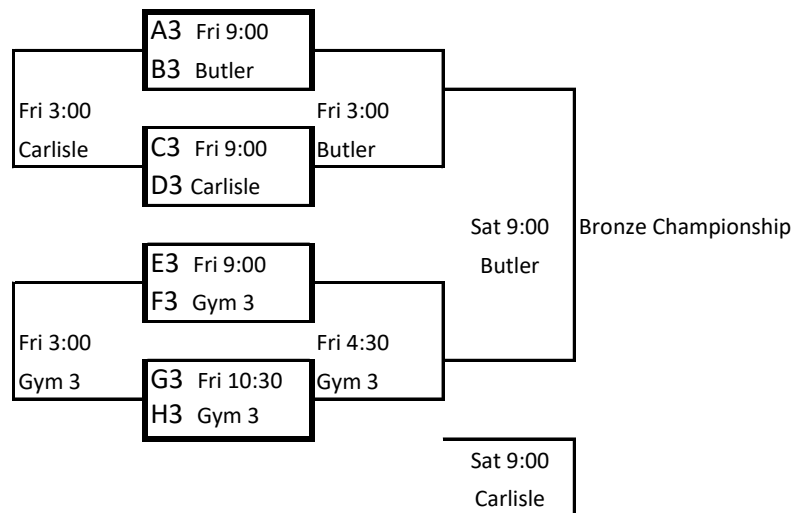 A3 Fri 9:00
B3 Butler
Fri 3:00
Carlisle
Fri 3:00
Butler
C3 Fri 9:00
D3 Carlisle
Sat 9:00
Butler
Bronze Championship
E3 Fri 9:00
F3 Gym 3
Fri 3:00
Gym 3
Fri 4:30
Gym 3
G3 Fri 10:30
H3 Gym 3
Sat 9:00
Carlisle